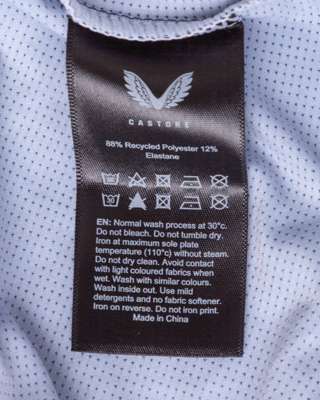 CASTORE
88% Recycled Polyester 12%
Elastane
EN: Normal wash process at 30°c.
Do not bleach. Do not tumble dry.
Iron at maximum sole plate
temperature (110°c) without steam.
Do not dry clean. Avoid contact
with light coloured fabrics when
wet. Wash with similar colours.
Wash inside out. Use mild
detergents and no fabric softener.
Iron on reverse. Do not iron print.
Made in China